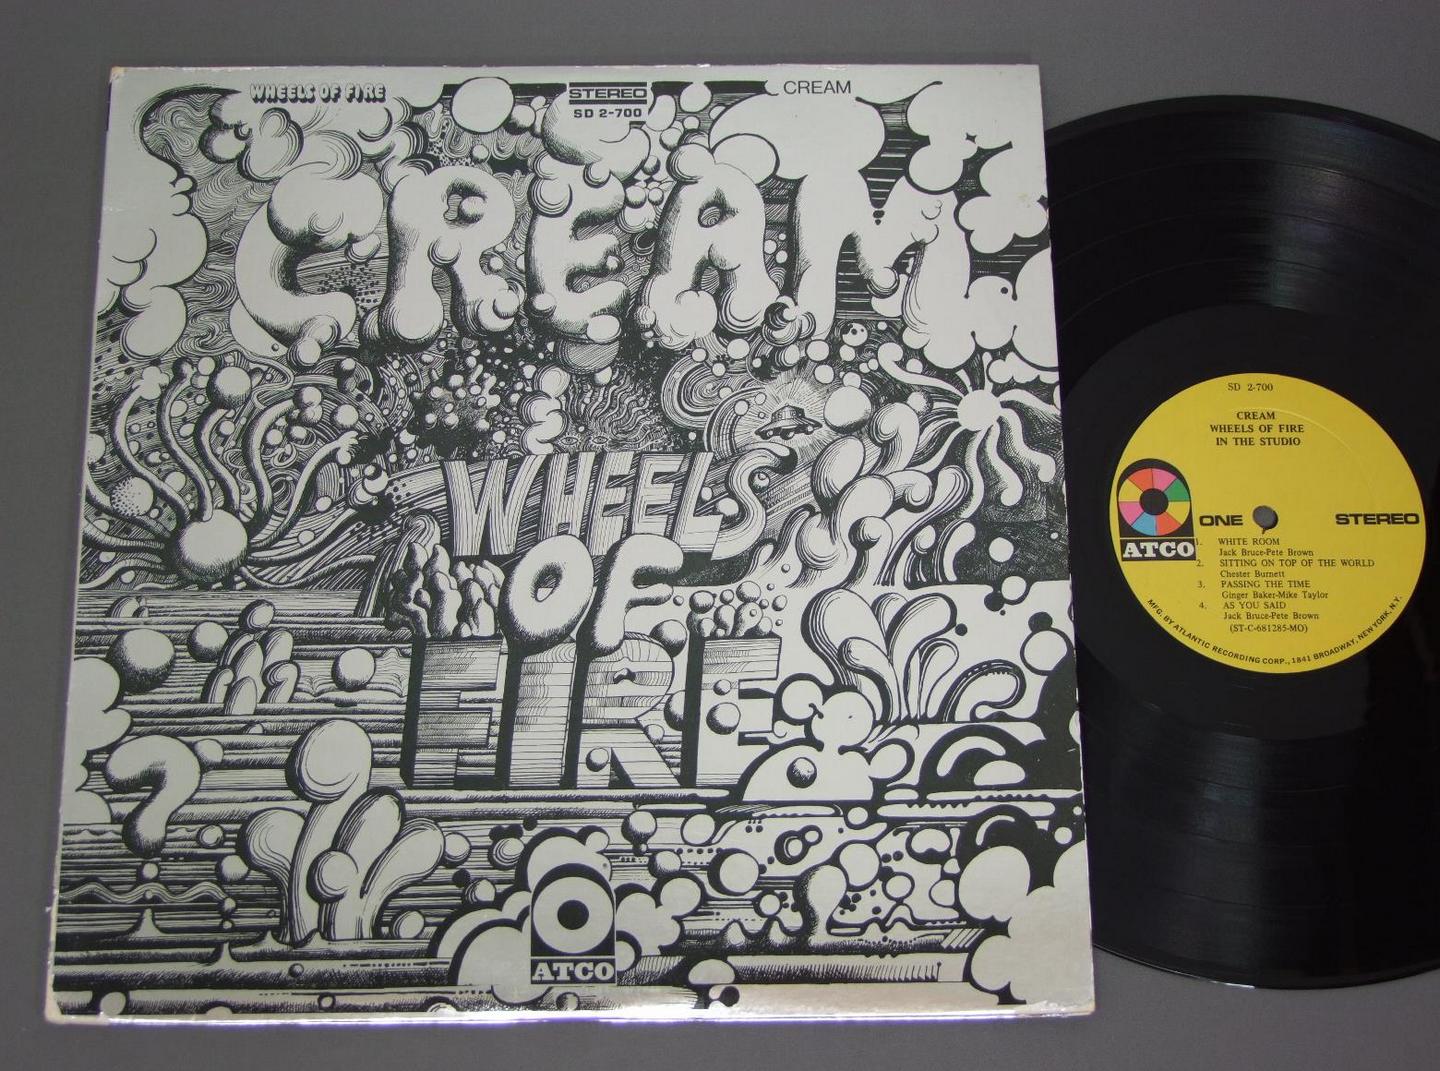 WHEELS OF FIRE
STEREO
SD 2-700
CREAM
CREAM
WHEELS
OF
FIRE
ATCO
SD 2-700
CREAM
WHEELS OF FIRE
IN THE STUDIO
ATCO
ONE
STEREO
1. WHITE ROOM
Jack Bruce-Pete Brown
2. SITTING ON TOP OF THE WORLD
Chester Burnett
3. PASSING THE TIME
Ginger Baker-Mike Taylor
4. AS YOU SAID
Jack Bruce-Pete Brown
(ST-C-681285-MO)
MFG. BY ATLANTIC RECORDING CORP., 1841 BROADWAY, NEW YORK, N.Y.